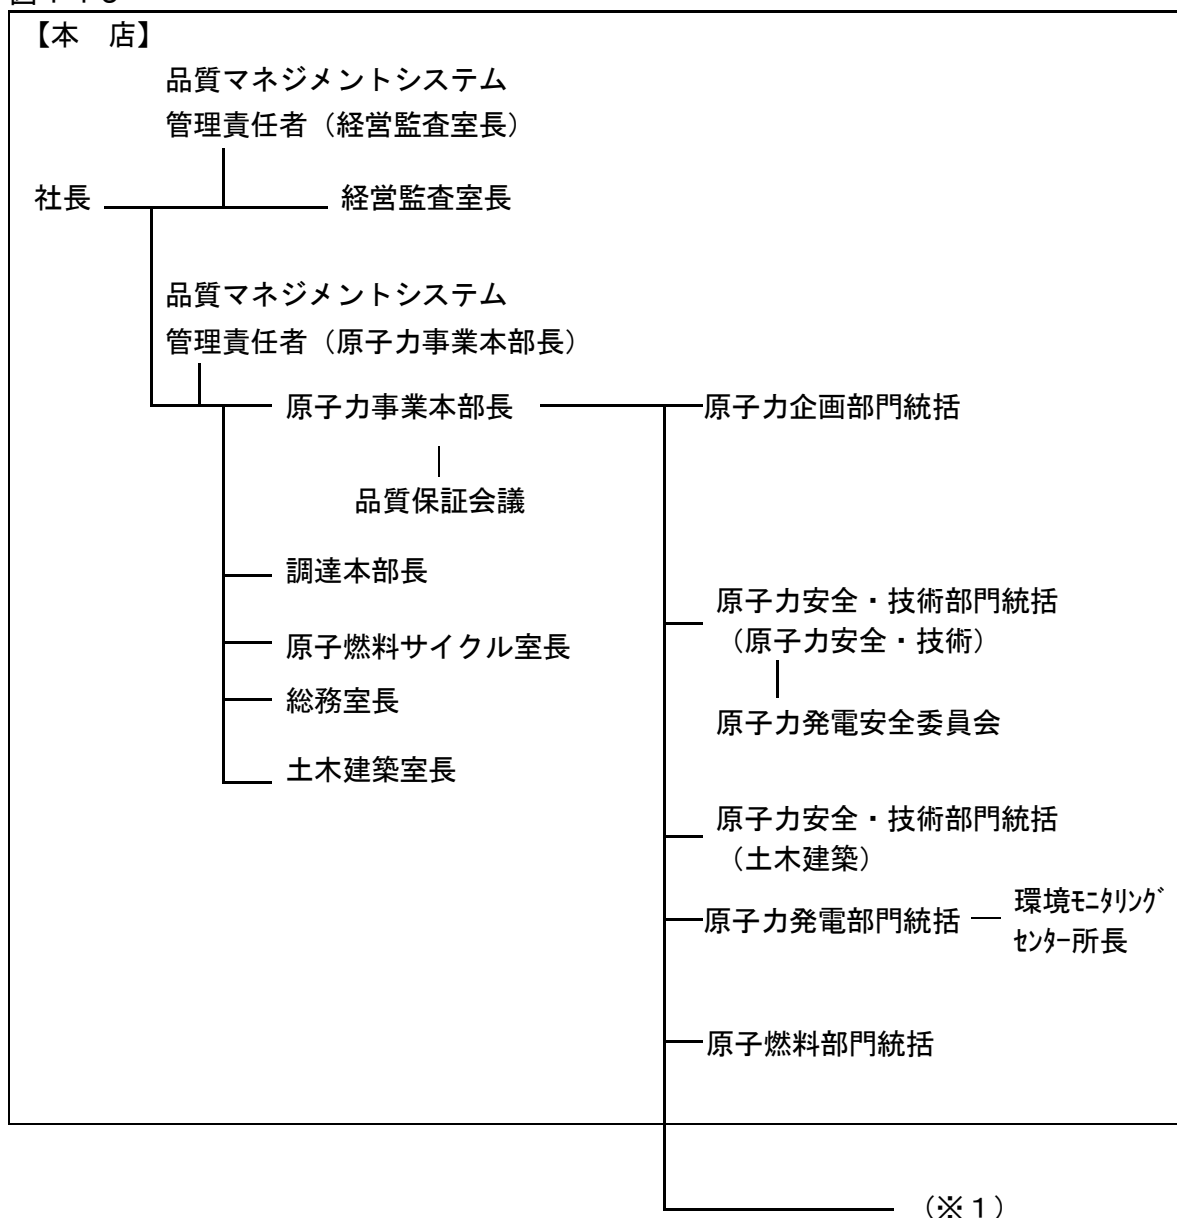 【本　店】
品質マネジメントシステム
管理責任者（経営監査室長）
社長
経営監査室長
品質マネジメントシステム
管理責任者（原子力事業本部長）
原子力事業本部長
原子力企画部門統括
品質保証会議
調達本部長
原子力安全・技術部門統括
（原子力安全・技術）
原子燃料サイクル室長
総務室長
原子力発電安全委員会
土木建築室長
原子力安全・技術部門統括
（土木建築）
原子力発電部門統括
環境ﾓﾆﾀﾘﾝｸﾞ
ｾﾝﾀｰ所長
原子燃料部門統括
（※１）